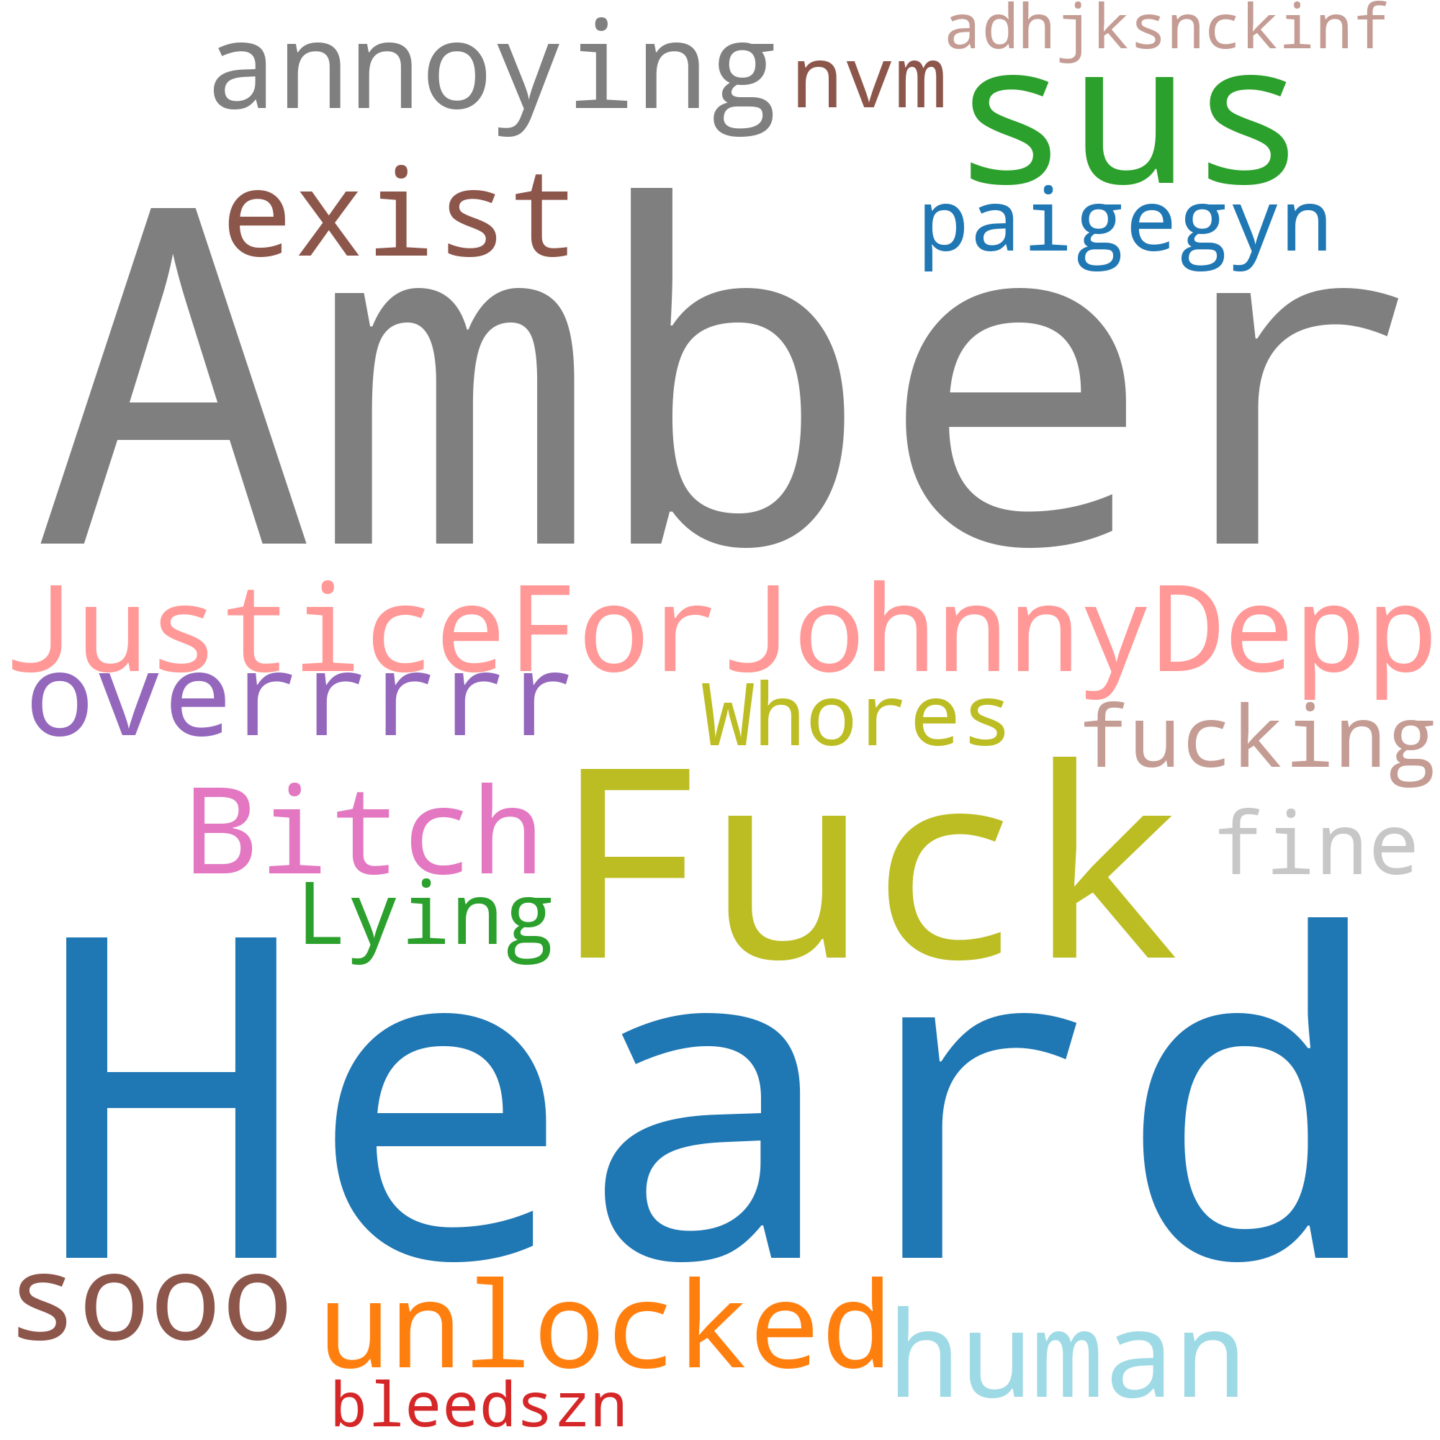 adhjksnckinf
annoying
nvm
sus
exist
paigegyn
Amber
JusticeForJohnnyDepp
overrrrr
Whores
fucking
Bitch
Fuck
fine
Lying
Heard
sooo
unlocked
human
bleedszn